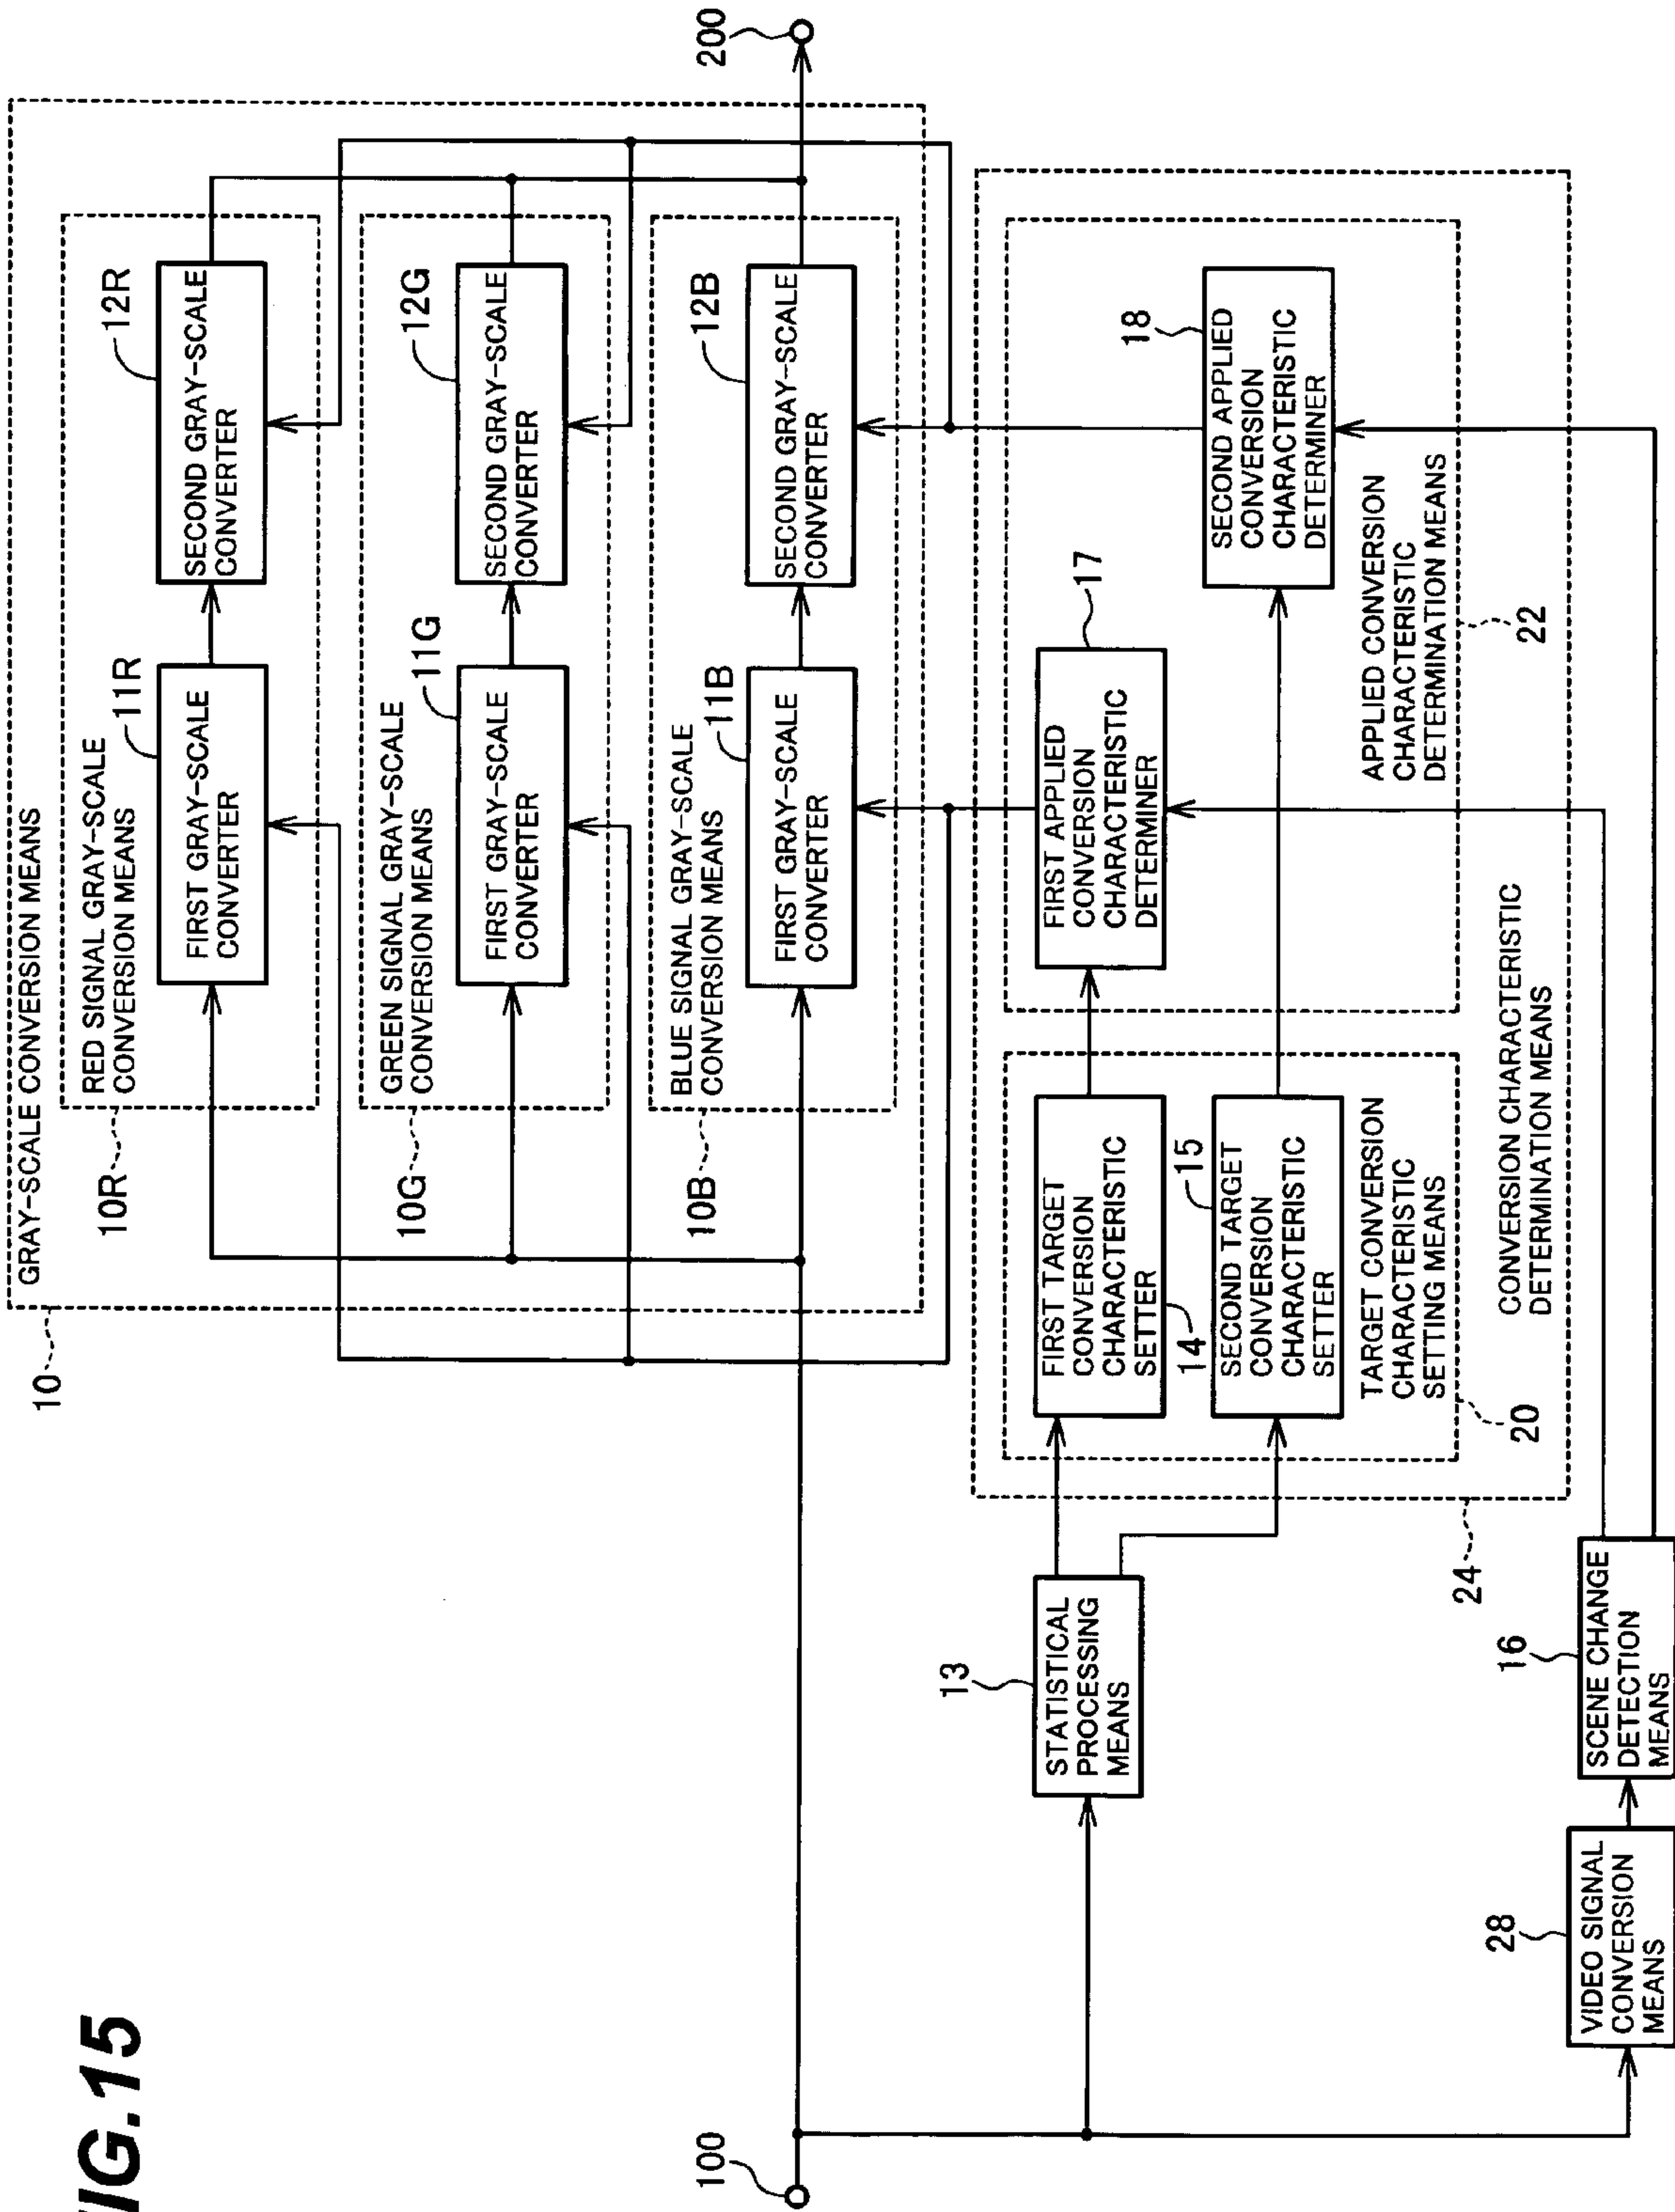 FIG.15
10
GRAY-SCALE CONVERSION MEANS
10R
RED SIGNAL GRAY-SCALE
CONVERSION MEANS
11R
FIRST GRAY-SCALE
CONVERTER
12R
SECOND GRAY-SCALE
CONVERTER
10G
GREEN SIGNAL GRAY-SCALE
CONVERSION MEANS
11G
FIRST GRAY-SCALE
CONVERTER
12G
SECOND GRAY-SCALE
CONVERTER
10B
BLUE SIGNAL GRAY-SCALE
CONVERSION MEANS
11B
FIRST GRAY-SCALE
CONVERTER
12B
SECOND GRAY-SCALE
CONVERTER
100
200
13
STATISTICAL
PROCESSING
MEANS
FIRST TARGET
CONVERSION
CHARACTERISTIC
SETTER
14
15
SECOND TARGET
CONVERSION
CHARACTERISTIC
SETTER
TARGET CONVERSION
CHARACTERISTIC
SETTING MEANS
20
17
FIRST APPLIED
CONVERSION
CHARACTERISTIC
DETERMINER
18
SECOND APPLIED
CONVERSION
CHARACTERISTIC
DETERMINER
APPLIED CONVERSION
CHARACTERISTIC
DETERMINATION MEANS
22
CONVERSION CHARACTERISTIC
DETERMINATION MEANS
24
28
VIDEO SIGNAL
CONVERSION
MEANS
16
SCENE CHANGE
DETECTION
MEANS